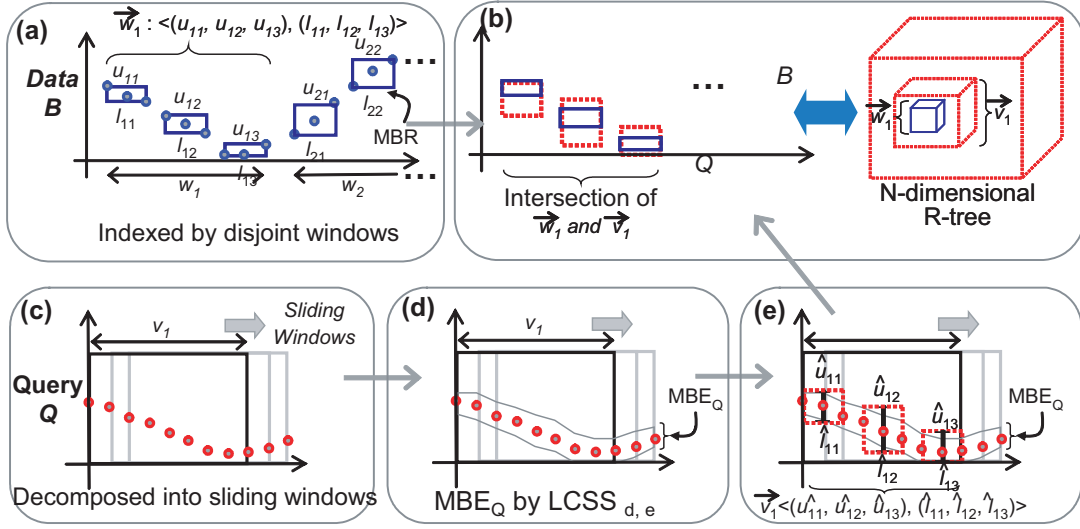 (a)
w₁ : <(u₁₁, u₁₂, u₁₃), (l₁₁, l₁₂, l₁₃)>
Data
B
u₁₁
l₁₁
u₁₂
l₁₂
u₁₃
l₁₃
u₂₁
l₂₁
u₂₂
l₂₂
...
MBR
w₁
w₂
...
Indexed by disjoint windows
(b)
...
B
Q
Intersection of
w₁ and v₁
w₁
v₁
N-dimensional
R-tree
(c)
v₁
Sliding
Windows
Query
Q
Decomposed into sliding windows
(d)
v₁
MBE_Q
MBE_Q by LCSS d, e
(e)
û₁₁
û₁₂
û₁₃
l̂₁₁
l̂₁₂
l̂₁₃
MBE_Q
v₁<(û₁₁, û₁₂, û₁₃), (l̂₁₁, l̂₁₂, l̂₁₃)>